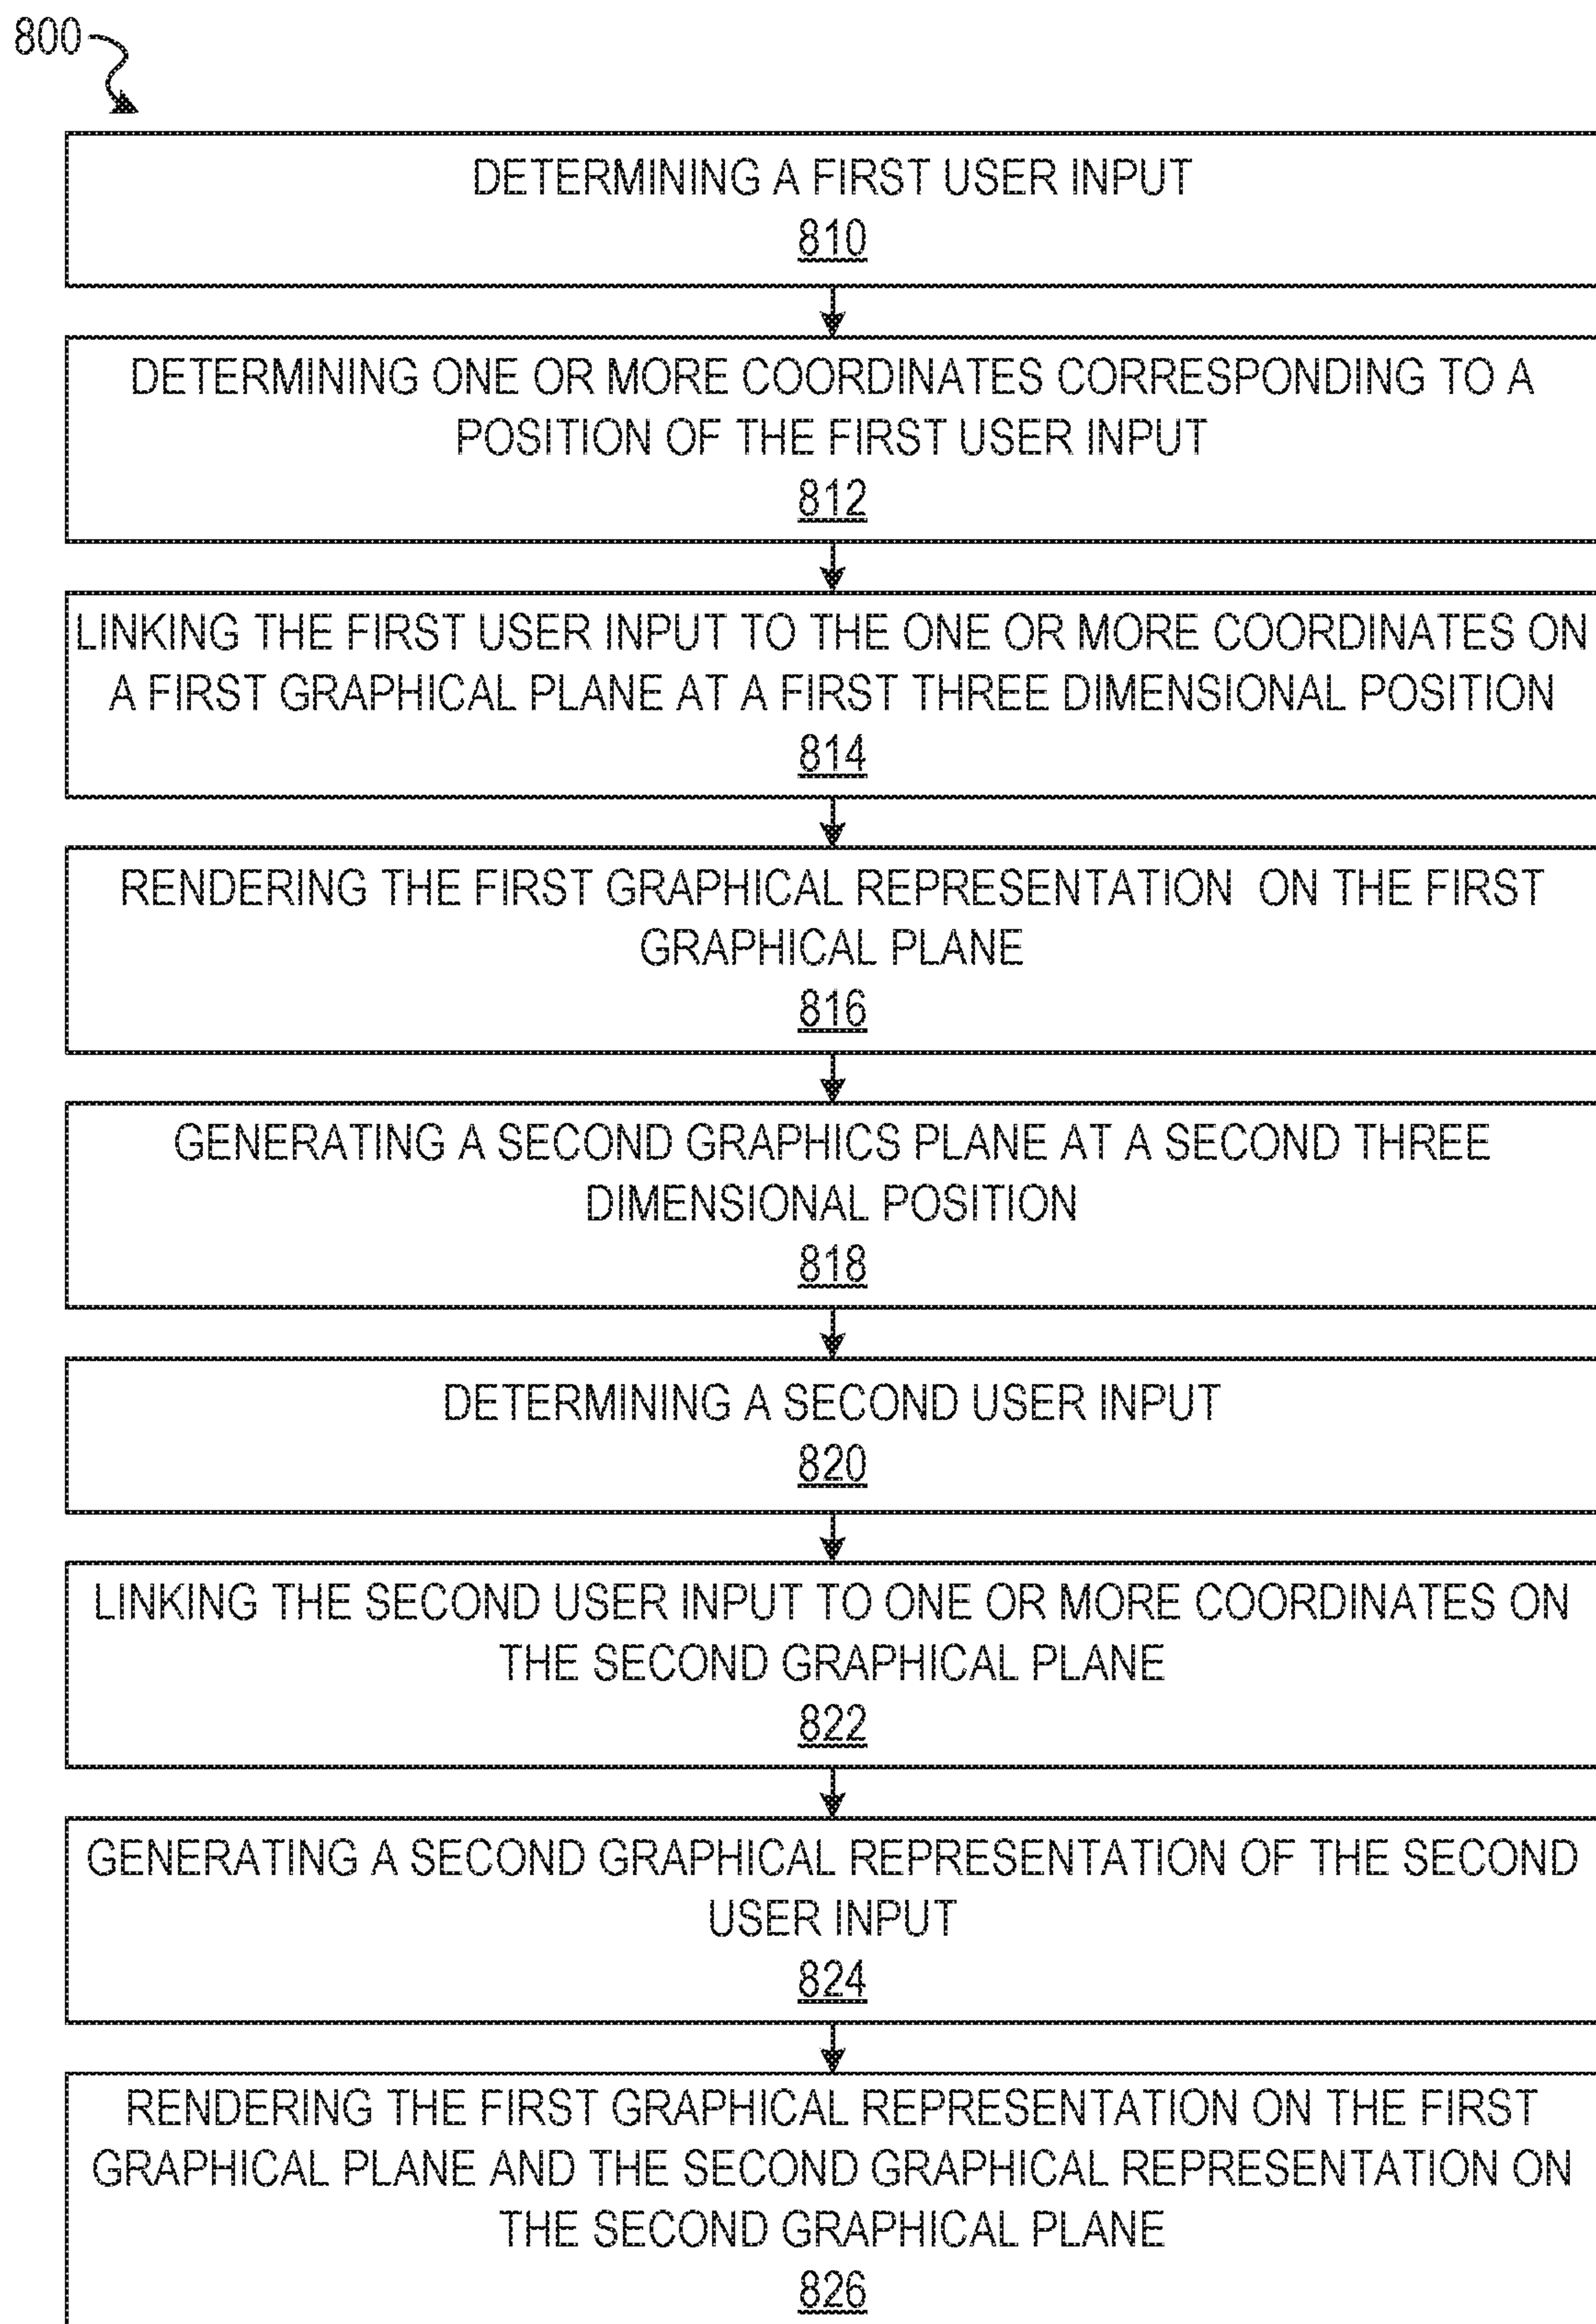 800
DETERMINING A FIRST USER INPUT
810
DETERMINING ONE OR MORE COORDINATES CORRESPONDING TO A
POSITION OF THE FIRST USER INPUT
812
LINKING THE FIRST USER INPUT TO THE ONE OR MORE COORDINATES ON
A FIRST GRAPHICAL PLANE AT A FIRST THREE DIMENSIONAL POSITION
814
RENDERING THE FIRST GRAPHICAL REPRESENTATION ON THE FIRST
GRAPHICAL PLANE
816
GENERATING A SECOND GRAPHICS PLANE AT A SECOND THREE
DIMENSIONAL POSITION
818
DETERMINING A SECOND USER INPUT
820
LINKING THE SECOND USER INPUT TO ONE OR MORE COORDINATES ON
THE SECOND GRAPHICAL PLANE
822
GENERATING A SECOND GRAPHICAL REPRESENTATION OF THE SECOND
USER INPUT
824
RENDERING THE FIRST GRAPHICAL REPRESENTATION ON THE FIRST
GRAPHICAL PLANE AND THE SECOND GRAPHICAL REPRESENTATION ON
THE SECOND GRAPHICAL PLANE
826